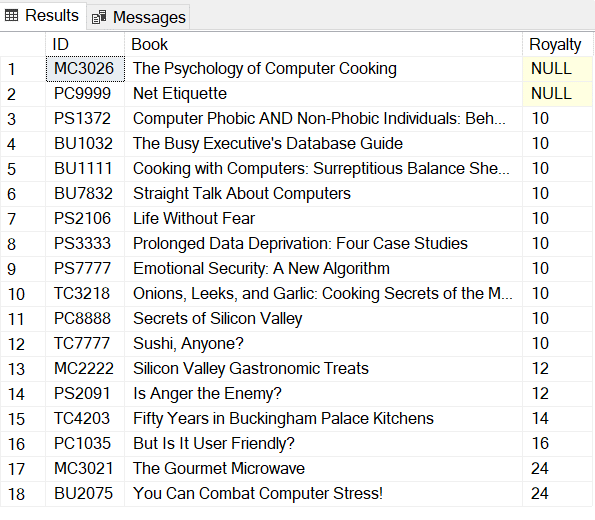 Results Messages
ID Book Royalty
1 MC3026 The Psychology of Computer Cooking NULL
2 PC9999 Net Etiquette NULL
3 PS1372 Computer Phobic AND Non-Phobic Individuals: Beh... 10
4 BU1032 The Busy Executive's Database Guide 10
5 BU1111 Cooking with Computers: Surreptitious Balance She... 10
6 BU7832 Straight Talk About Computers 10
7 PS2106 Life Without Fear 10
8 PS3333 Prolonged Data Deprivation: Four Case Studies 10
9 PS7777 Emotional Security: A New Algorithm 10
10 TC3218 Onions, Leeks, and Garlic: Cooking Secrets of the M... 10
11 PC8888 Secrets of Silicon Valley 10
12 TC7777 Sushi, Anyone? 10
13 MC2222 Silicon Valley Gastronomic Treats 12
14 PS2091 Is Anger the Enemy? 12
15 TC4203 Fifty Years in Buckingham Palace Kitchens 14
16 PC1035 But Is It User Friendly? 16
17 MC3021 The Gourmet Microwave 24
18 BU2075 You Can Combat Computer Stress! 24